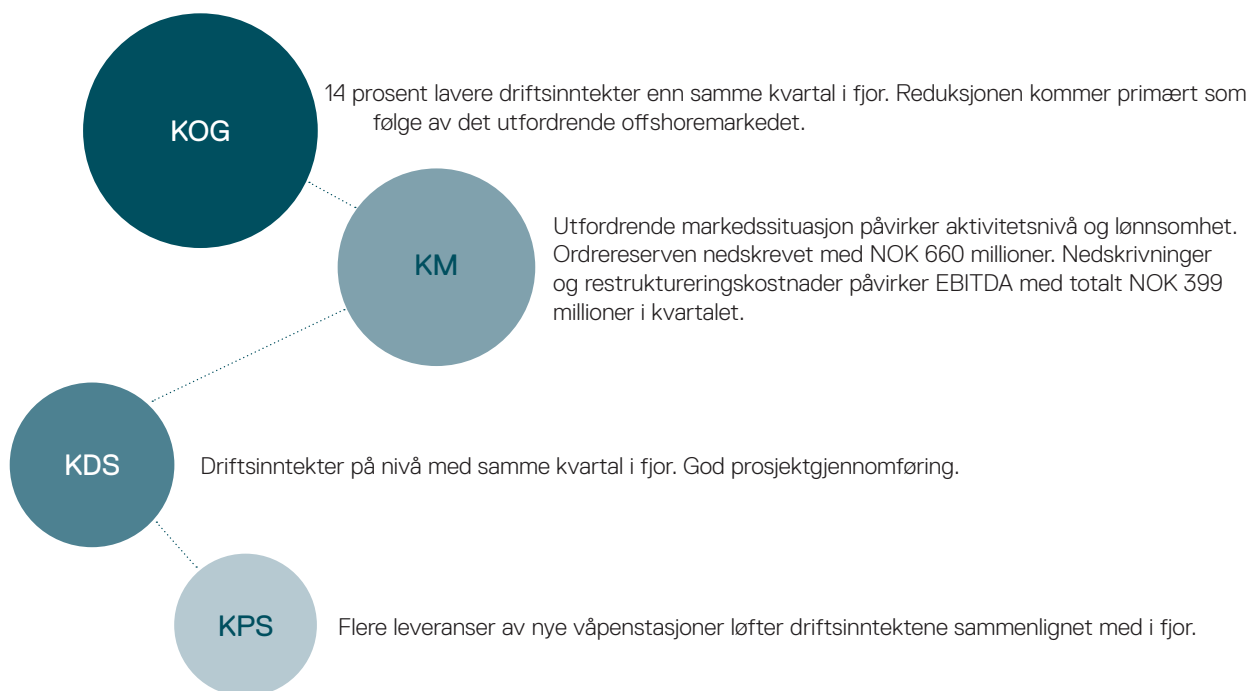 KOG
14 prosent lavere driftsinntekter enn samme kvartal i fjor. Reduksjonen kommer primært som
følge av det utfordrende offshoremarkedet.
KM
Utfordrende markedssituasjon påvirker aktivitetsnivå og lønnsomhet.
Ordrereserven nedskrevet med NOK 660 millioner. Nedskrivninger
og restruktureringskostnader påvirker EBITDA med totalt NOK 399
millioner i kvartalet.
KDS
Driftsinntekter på nivå med samme kvartal i fjor. God prosjektgjennomføring.
KPS
Flere leveranser av nye våpenstasjoner løfter driftsinntektene sammenlignet med i fjor.